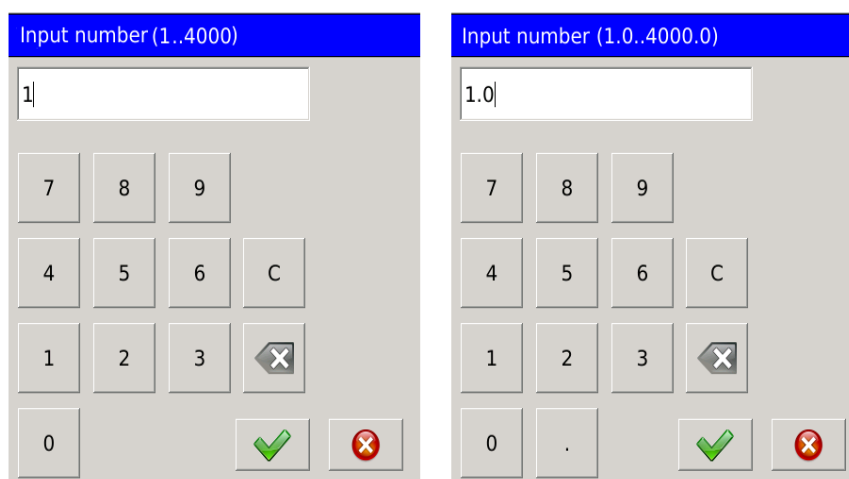 Input number (1..4000)
1
7 8 9
4 5 6 C
1 2 3
0
Input number (1.0..4000.0)
1.0
7 8 9
4 5 6 C
1 2 3
0 .